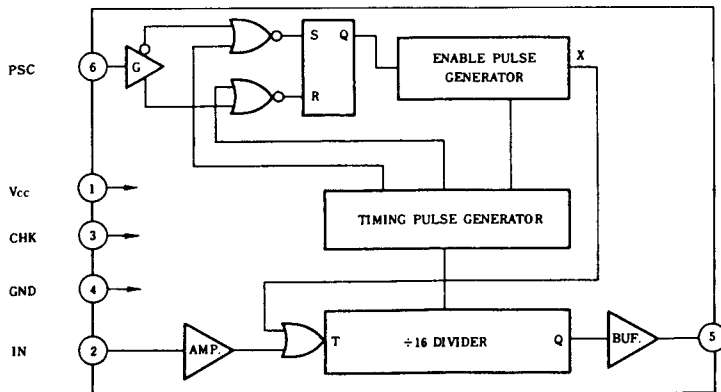 PSC
6
G
S Q
R
ENABLE PULSE
GENERATOR
X
Vcc
1
TIMING PULSE GENERATOR
CHK
3
GND
4
IN
2
AMP.
T
÷16 DIVIDER
Q
BUF.
5